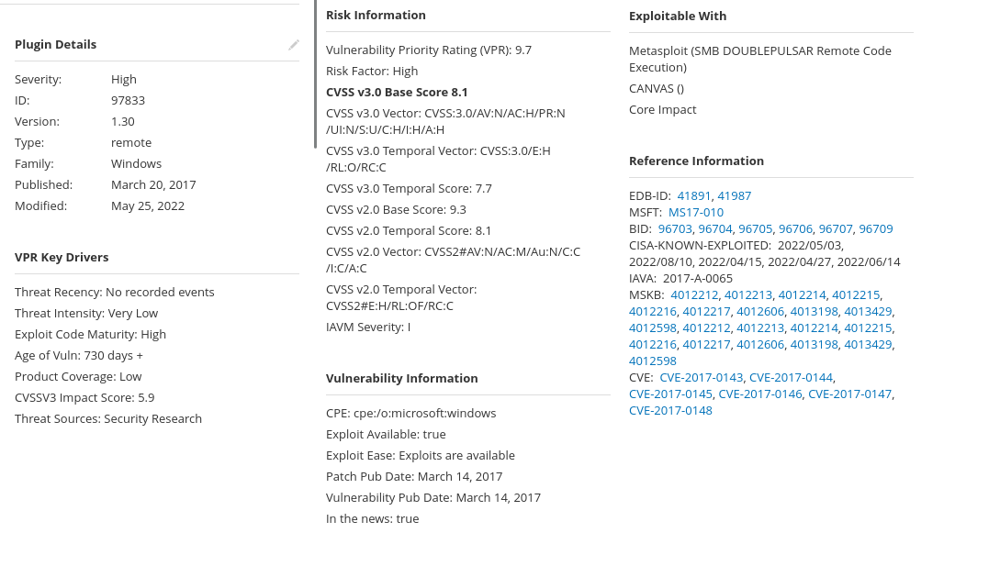 Plugin Details
Severity: High
ID: 97833
Version: 1.30
Type: remote
Family: Windows
Published: March 20, 2017
Modified: May 25, 2022
VPR Key Drivers
Threat Recency: No recorded events
Threat Intensity: Very Low
Exploit Code Maturity: High
Age of Vuln: 730 days +
Product Coverage: Low
CVSSV3 Impact Score: 5.9
Threat Sources: Security Research
Risk Information
Vulnerability Priority Rating (VPR): 9.7
Risk Factor: High
CVSS v3.0 Base Score 8.1
CVSS v3.0 Vector: CVSS:3.0/AV:N/AC:H/PR:N
/UI:N/S:U/C:H/I:H/A:H
CVSS v3.0 Temporal Vector: CVSS:3.0/E:H
/RL:O/RC:C
CVSS v3.0 Temporal Score: 7.7
CVSS v2.0 Base Score: 9.3
CVSS v2.0 Temporal Score: 8.1
CVSS v2.0 Vector: CVSS2#AV:N/AC:M/Au:N/C:C
/I:C/A:C
CVSS v2.0 Temporal Vector:
CVSS2#E:H/RL:OF/RC:C
IAVM Severity: I
Vulnerability Information
CPE: cpe:/o:microsoft:windows
Exploit Available: true
Exploit Ease: Exploits are available
Patch Pub Date: March 14, 2017
Vulnerability Pub Date: March 14, 2017
In the news: true
Exploitable With
Metasploit (SMB DOUBLEPULSAR Remote Code
Execution)
CANVAS ()
Core Impact
Reference Information
EDB-ID: 41891, 41987
MSFT: MS17-010
BID: 96703, 96704, 96705, 96706, 96707, 96709
CISA-KNOWN-EXPLOITED: 2022/05/03,
2022/08/10, 2022/04/15, 2022/04/27, 2022/06/14
IAVA: 2017-A-0065
MSKB: 4012212, 4012213, 4012214, 4012215,
4012216, 4012217, 4012606, 4013198, 4013429,
4012598, 4012212, 4012213, 4012214, 4012215,
4012216, 4012217, 4012606, 4013198, 4013429,
4012598
CVE: CVE-2017-0143, CVE-2017-0144,
CVE-2017-0145, CVE-2017-0146, CVE-2017-0147,
CVE-2017-0148